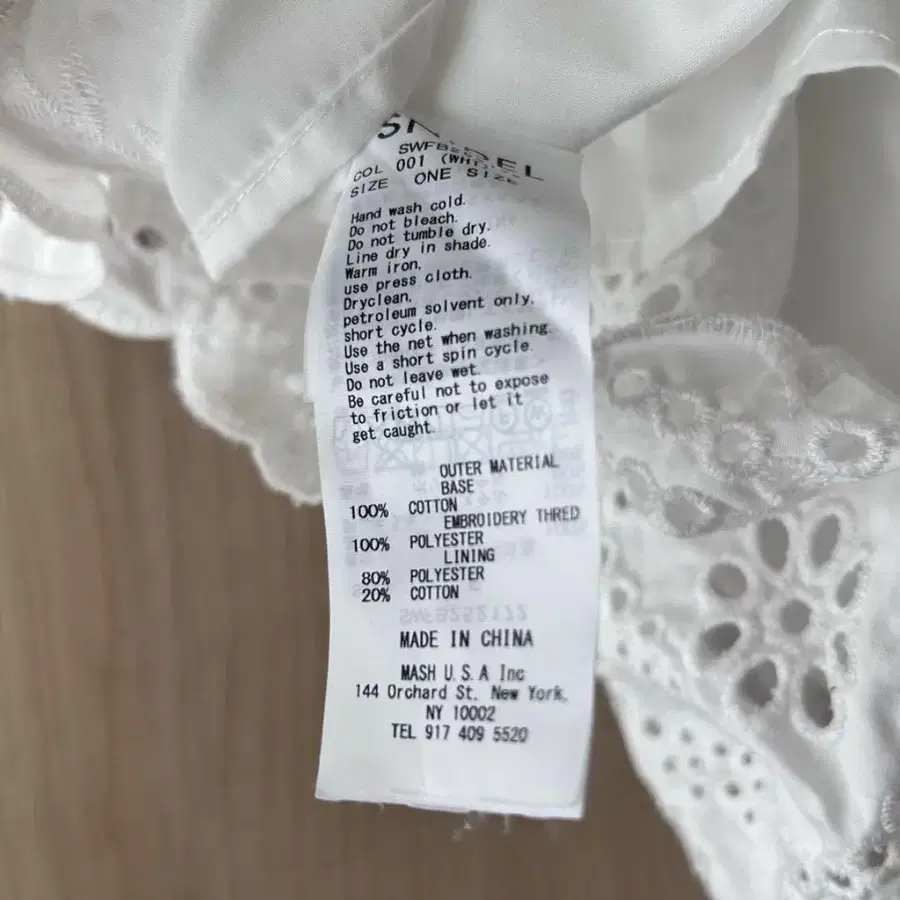 COL 001
SIZE ONE SIZE
Hand wash cold.
Do not bleach.
Do not tumble dry.
Line dry in shade.
Warm iron,
use press cloth.
Dryclean,
petroleum solvent only,
short cycle.
Use the net when washing.
Use a short spin cycle.
Do not leave wet.
Be careful not to expose
to friction or let it
get caught.
OUTER MATERIAL
BASE
100% COTTON
EMBROIDERY THRED
100% POLYESTER
LINING
80% POLYESTER
20% COTTON
MADE IN CHINA
MASH U.S.A Inc
144 Orchard St. New York,
NY 10002
TEL 917 409 5520